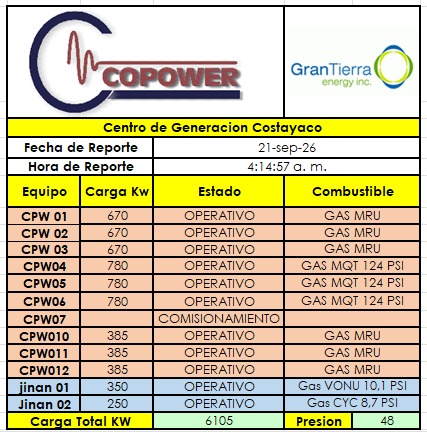 COPOWER
GranTierra
energy inc.
Centro de Generacion Costayaco
Fecha de Reporte 21-sep-26
Hora de Reporte 4:14:57 a. m.
Equipo Carga Kw Estado Combustible
CPW 01 670 OPERATIVO GAS MRU
CPW 02 670 OPERATIVO GAS MRU
CPW 03 670 OPERATIVO GAS MRU
CPW04 780 OPERATIVO GAS MQT 124 PSI
CPW05 780 OPERATIVO GAS MQT 124 PSI
CPW06 780 OPERATIVO GAS MQT 124 PSI
CPW07 COMISIONAMIENTO
CPW010 385 OPERATIVO GAS MRU
CPW011 385 OPERATIVO GAS MRU
CPW012 385 OPERATIVO GAS MRU
jinan 01 350 OPERATIVO Gas VONU 10,1 PSI
Jinan 02 250 OPERATIVO Gas CYC 8,7 PSI
Carga Total KW 6105 Presion 48